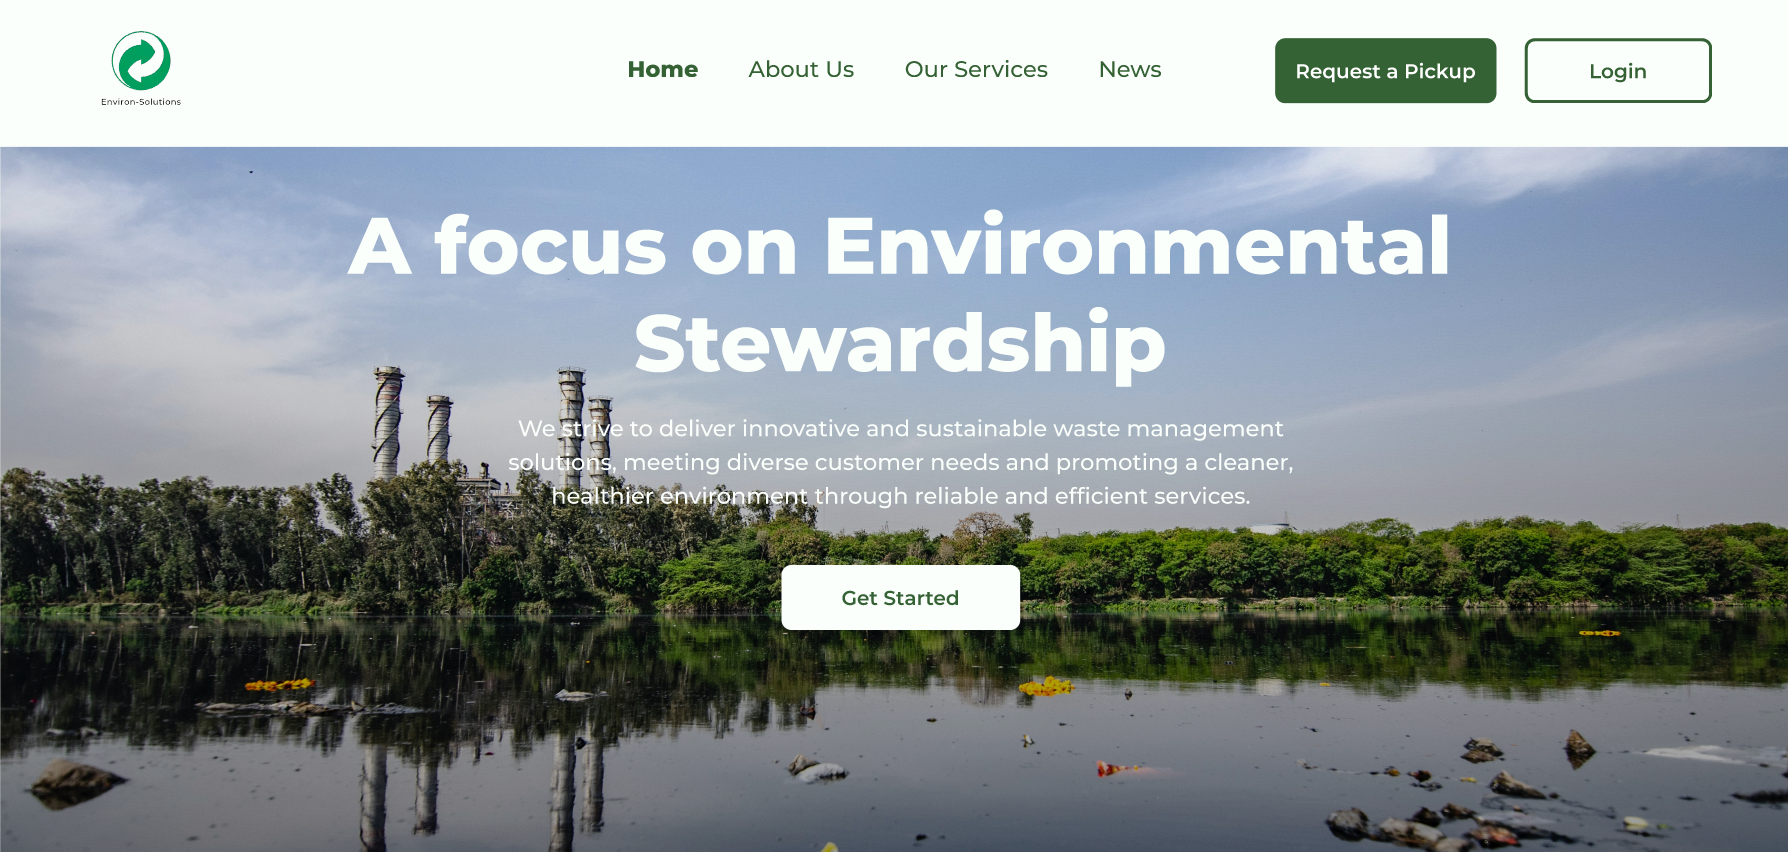 Environ-Solutions
Home
About Us
Our Services
News
Request a Pickup
Login
A focus on Environmental
Stewardship
We strive to deliver innovative and sustainable waste management
solutions, meeting diverse customer needs and promoting a cleaner,
healthier environment through reliable and efficient services.
Get Started